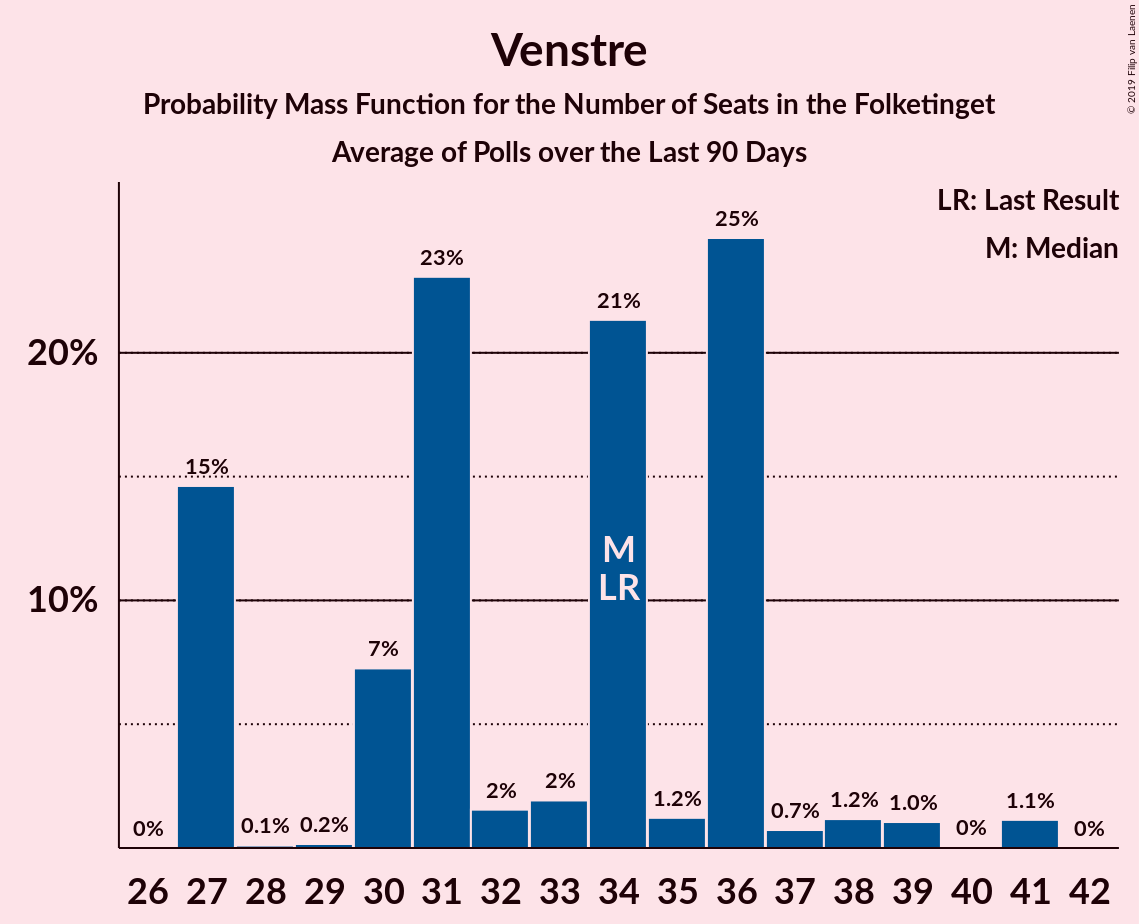 Venstre
Probability Mass Function for the Number of Seats in the Folketinget
Average of Polls over the Last 90 Days
© 2019 Filip van Laenen
LR: Last Result
M: Median
20%
10%
0%
15%
0.1%
0.2%
7%
23%
2%
2%
21%
1.2%
25%
0.7%
1.2%
1.0%
0%
1.1%
0%
M
LR
26 27 28 29 30 31 32 33 34 35 36 37 38 39 40 41 42